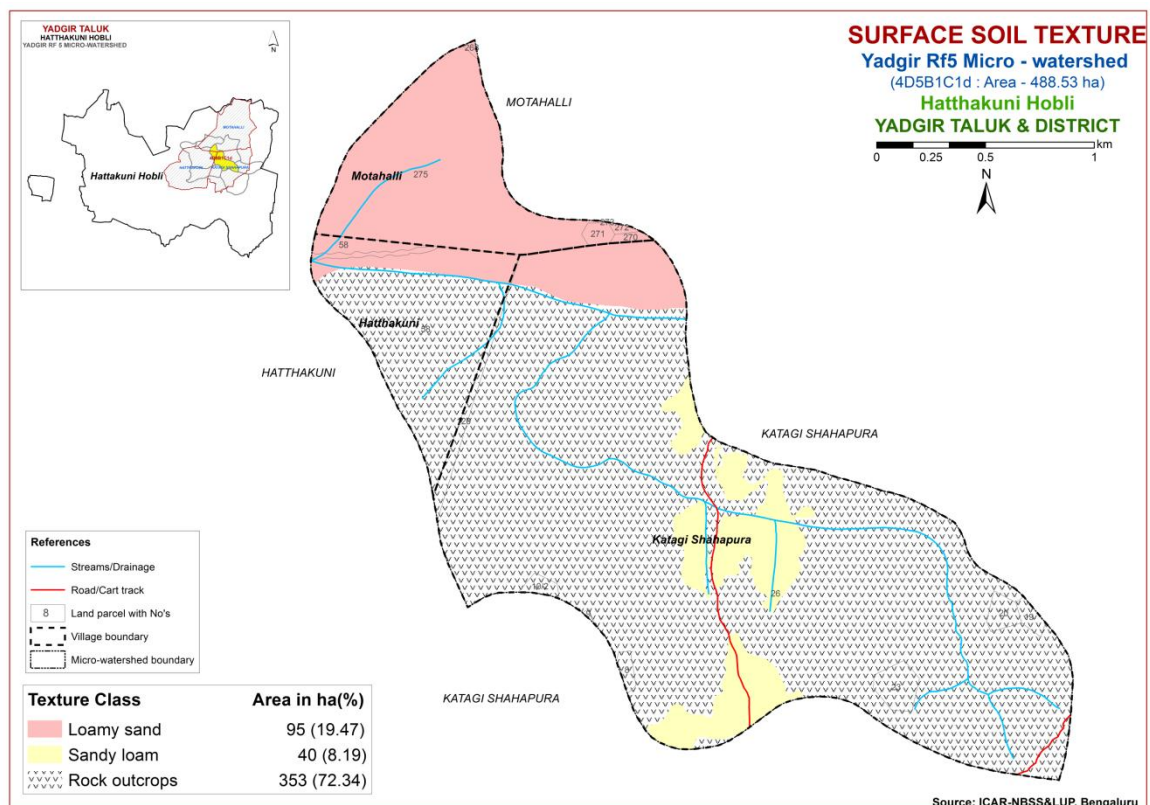 YADGIR TALUK
HATTHAKUNI HOBLI
YADGIR RF 5 MICRO-WATERSHED
N
MOTAHALLI
Hattakuni Hobli
SURFACE SOIL TEXTURE
Yadgir Rf5 Micro - watershed
(4D5B1C1d : Area - 488.53 ha)
Hatthakuni Hobli
YADGIR TALUK & DISTRICT
0 0.25 0.5 1 km
N
MOTAHALLI
Motahalli
275
271
272
270
58
Hatthakuni
58
HATTHAKUNI
KATAGI SHAHAPURA
Katagi Shahapura
26
KATAGI SHAHAPURA
References
Streams/Drainage
Road/Cart track
8 Land parcel with No's
Village boundary
Micro-watershed boundary
Texture Class Area in ha(%)
Loamy sand 95 (19.47)
Sandy loam 40 (8.19)
Rock outcrops 353 (72.34)
Source: ICAR-NBSS&LUP, Bengaluru